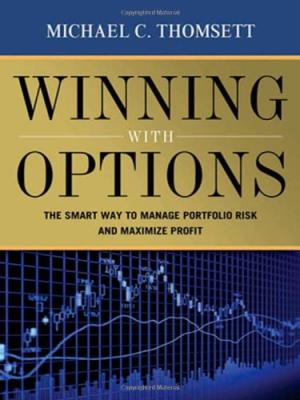 MICHAEL C. THOMSETT
WINNING
WITH
OPTIONS
THE SMART WAY TO MANAGE PORTFOLIO RISK
AND MAXIMIZE PROFIT